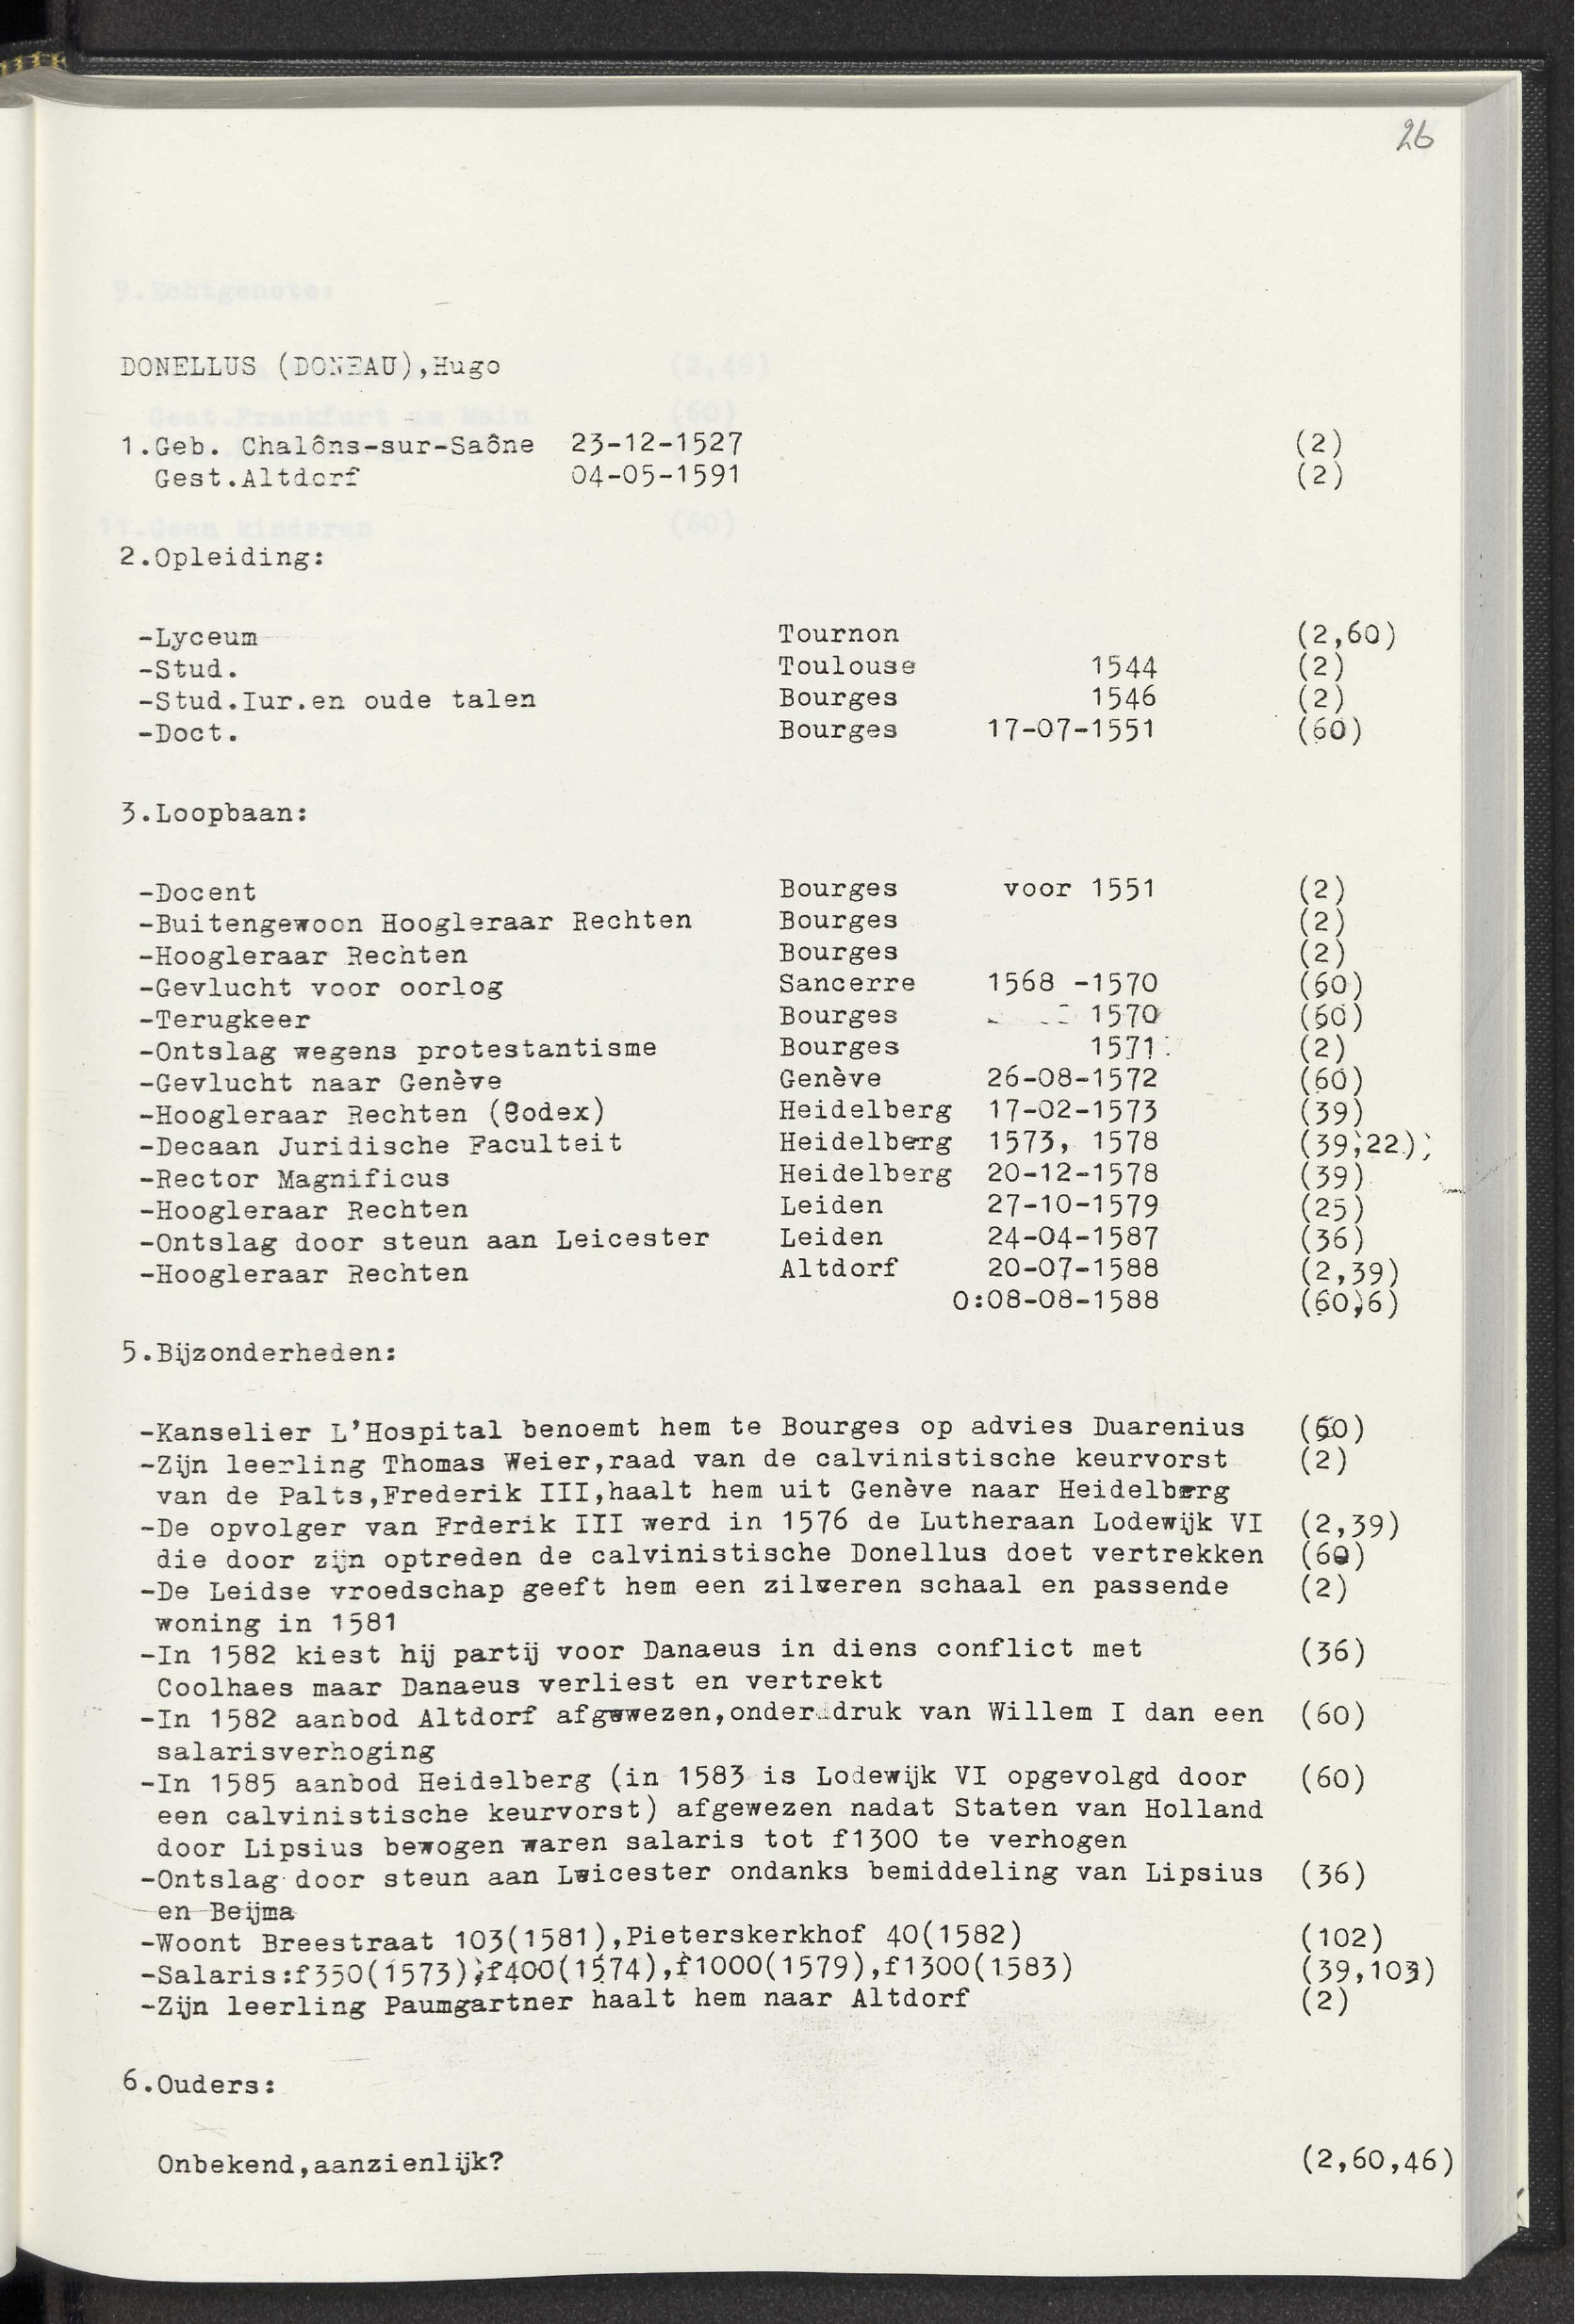 26
DONELLUS (DONEAU),Hugo
1.Geb. Chalôns-sur-Saône 23-12-1527 (2)
Gest.Altdorf 04-05-1591 (2)
2.Opleiding:
-Lyceum Tournon (2,60)
-Stud. Toulouse 1544 (2)
-Stud.Iur.en oude talen Bourges 1546 (2)
-Doct. Bourges 17-07-1551 (60)
3.Loopbaan:
-Docent Bourges voor 1551 (2)
-Buitengewoon Hoogleraar Rechten Bourges (2)
-Hoogleraar Rechten Bourges (2)
-Gevlucht voor oorlog Sancerre 1568 -1570 (60)
-Terugkeer Bourges 1570 (60)
-Ontslag wegens protestantisme Bourges 1571 (2)
-Gevlucht naar Genève Genève 26-08-1572 (60)
-Hoogleraar Rechten (Codex) Heidelberg 17-02-1573 (39)
-Decaan Juridische Faculteit Heidelberg 1573, 1578 (39,22)
-Rector Magnificus Heidelberg 20-12-1578 (39)
-Hoogleraar Rechten Leiden 27-10-1579 (25)
-Ontslag door steun aan Leicester Leiden 24-04-1587 (36)
-Hoogleraar Rechten Altdorf 20-07-1588 (2,39)
0:08-08-1588 (60,6)
5.Bijzonderheden:
-Kanselier L'Hospital benoemt hem te Bourges op advies Duarenius (60)
-Zijn leerling Thomas Weier,raad van de calvinistische keurvorst (2)
van de Palts,Frederik III,haalt hem uit Genève naar Heidelberg
-De opvolger van Frderik III werd in 1576 de Lutheraan Lodewijk VI (2,39)
die door zijn optreden de calvinistische Donellus doet vertrekken (60)
-De Leidse vroedschap geeft hem een zilveren schaal en passende (2)
woning in 1581
-In 1582 kiest hij partij voor Danaeus in diens conflict met (36)
Coolhaes maar Danaeus verliest en vertrekt
-In 1582 aanbod Altdorf afgewezen,onder druk van Willem I dan een (60)
salarisverhoging
-In 1585 aanbod Heidelberg (in 1583 is Lodewijk VI opgevolgd door (60)
een calvinistische keurvorst) afgewezen nadat Staten van Holland
door Lipsius bewogen waren salaris tot f1300 te verhogen
-Ontslag door steun aan Leicester ondanks bemiddeling van Lipsius (36)
en Beijma
-Woont Breestraat 103(1581),Pieterskerkhof 40(1582) (102)
-Salaris:f350(1573),f400(1574),f1000(1579),f1300(1583) (39,103)
-Zijn leerling Paumgartner haalt hem naar Altdorf (2)
6.Ouders:
Onbekend,aanzienlijk? (2,60,46)